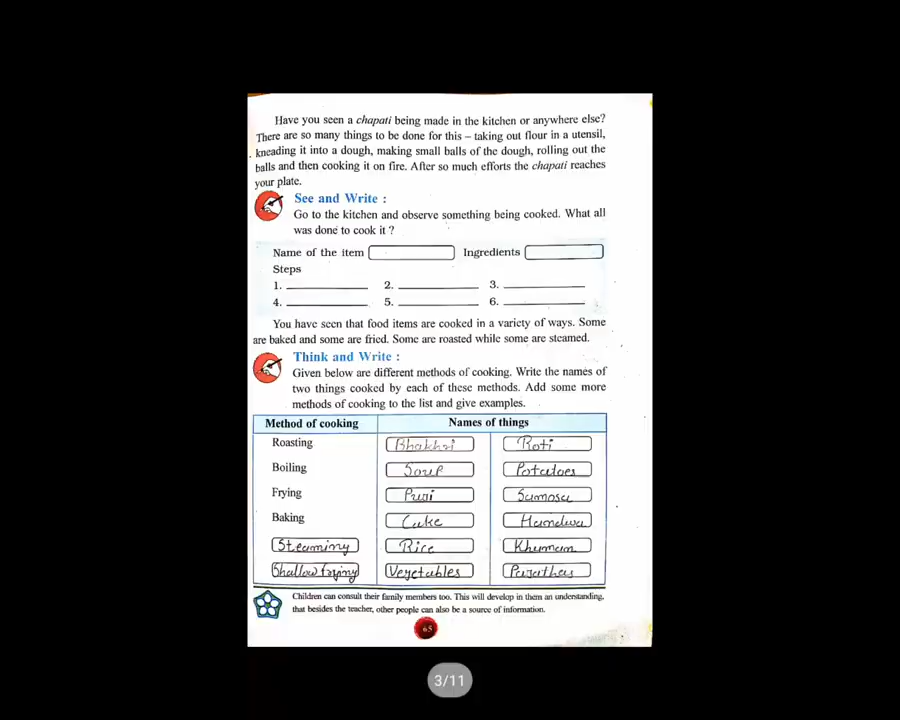 Have you seen a chapati being made in the kitchen or anywhere else?
There are so many things to be done for this – taking out flour in a utensil,
kneading it into a dough, making small balls of the dough, rolling out the
balls and then cooking it on fire. After so much efforts the chapati reaches
your plate.
See and Write :
Go to the kitchen and observe something being cooked. What all
was done to cook it ?
Name of the item Ingredients
Steps
1. 2. 3.
4. 5. 6.
You have seen that food items are cooked in a variety of ways. Some
are baked and some are fried. Some are roasted while some are steamed.
Think and Write :
Given below are different methods of cooking. Write the names of
two things cooked by each of these methods. Add some more
methods of cooking to the list and give examples.
Method of cooking Names of things
Roasting Bhakhri Roti
Boiling Soup Potatoes
Frying Puri Samosa
Baking Cake Handwa
Steaming Rice Khaman
Shallow frying Vegetables Parathas
Children can consult their family members too. This will develop in them an understanding,
that besides the teacher, other people can also be a source of information.
65
3/11